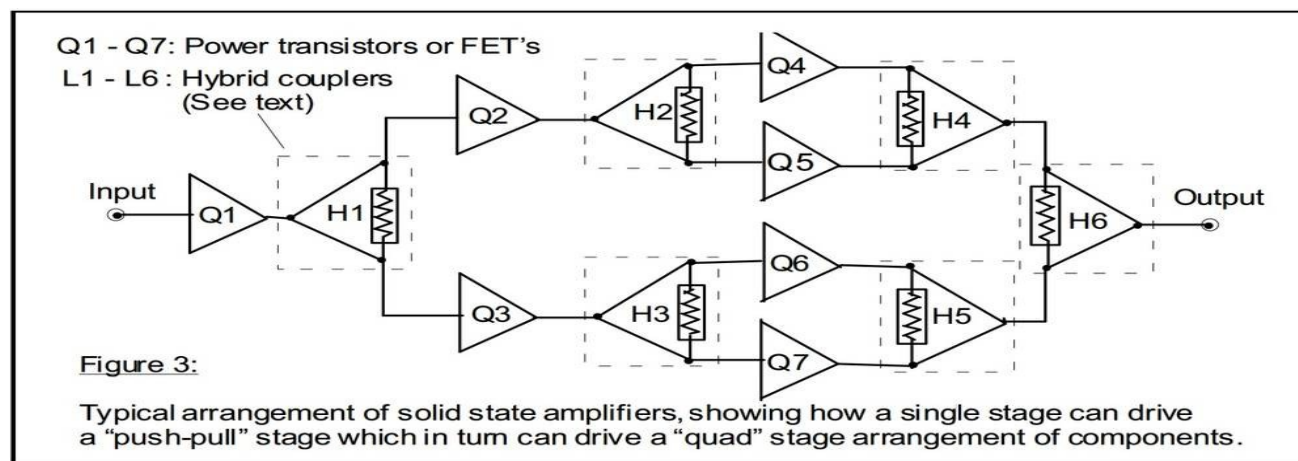 Q1 - Q7: Power transistors or FET's
L1 - L6 : Hybrid couplers
(See text)
Input
Q1
H1
Q2
Q3
H2
H3
Q4
Q5
Q6
Q7
H4
H5
H6
Output
Figure 3:
Typical arrangement of solid state amplifiers, showing how a single stage can drive
a “push-pull” stage which in turn can drive a “quad” stage arrangement of components.